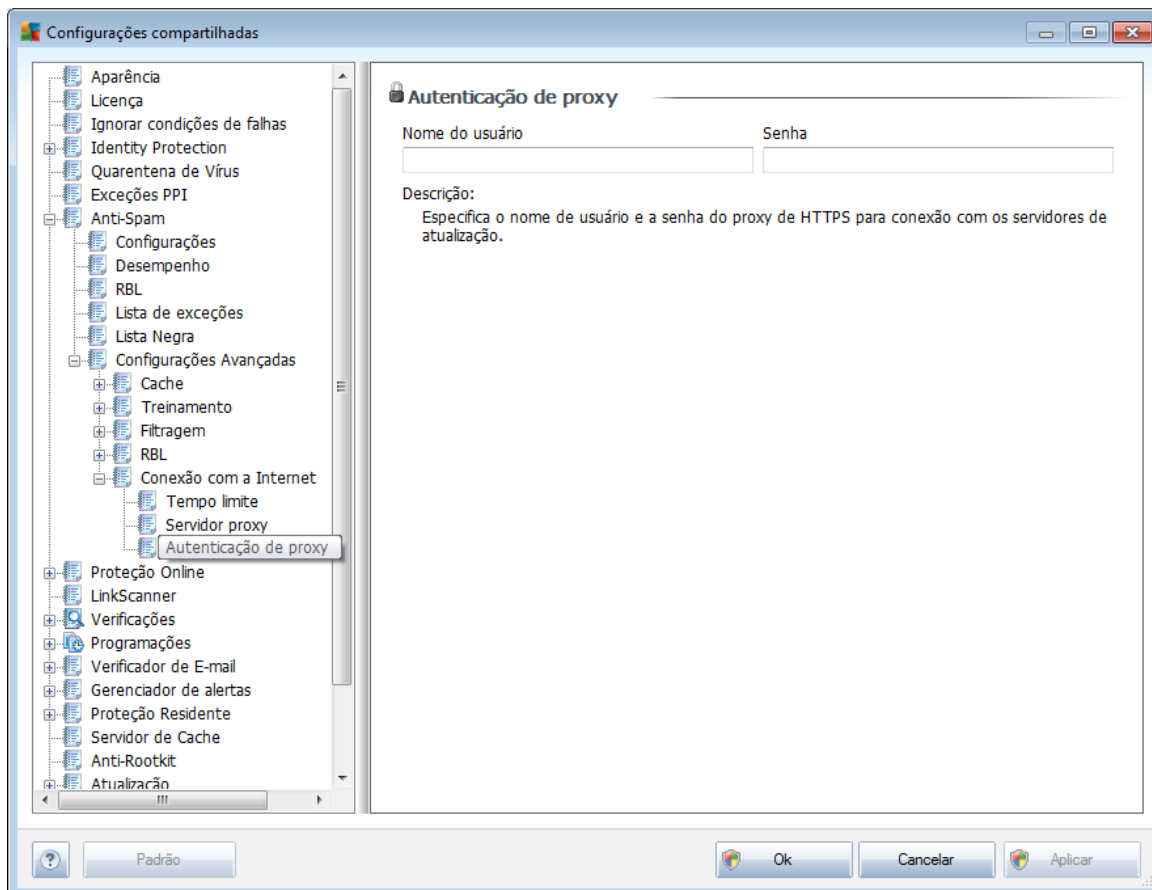 Configurações compartilhadas
Aparência
Licença
Ignorar condições de falhas
Identity Protection
Quarentena de Vírus
Exceções PPI
Anti-Spam
Configurações
Desempenho
RBL
Lista de exceções
Lista Negra
Configurações Avançadas
Cache
Treinamento
Filtragem
RBL
Conexão com a Internet
Tempo limite
Servidor proxy
Autenticação de proxy
Proteção Online
LinkScanner
Verificações
Programações
Verificador de E-mail
Gerenciador de alertas
Proteção Residente
Servidor de Cache
Anti-Rootkit
Atualização
Autenticação de proxy
Nome do usuário Senha
Descrição:
Especifica o nome de usuário e a senha do proxy de HTTPS para conexão com os servidores de
atualização.
? Padrão Ok Cancelar Aplicar